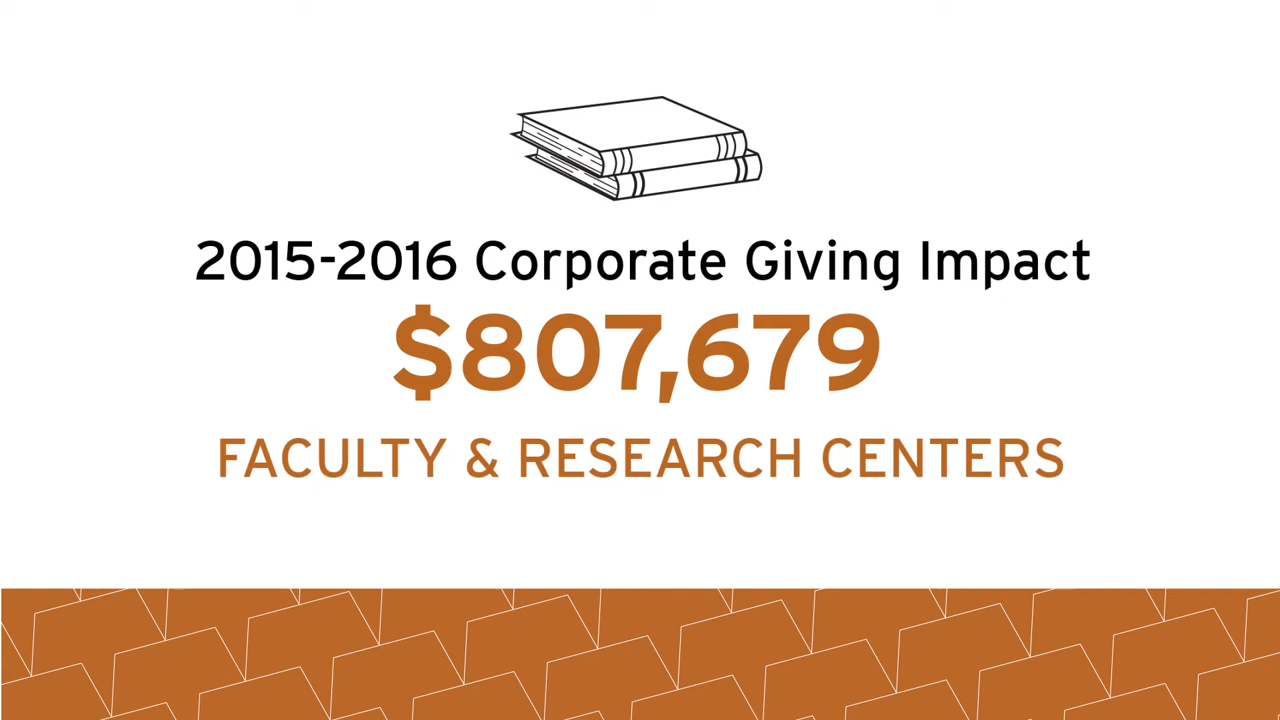 2015-2016 Corporate Giving Impact
$807,679
FACULTY & RESEARCH CENTERS